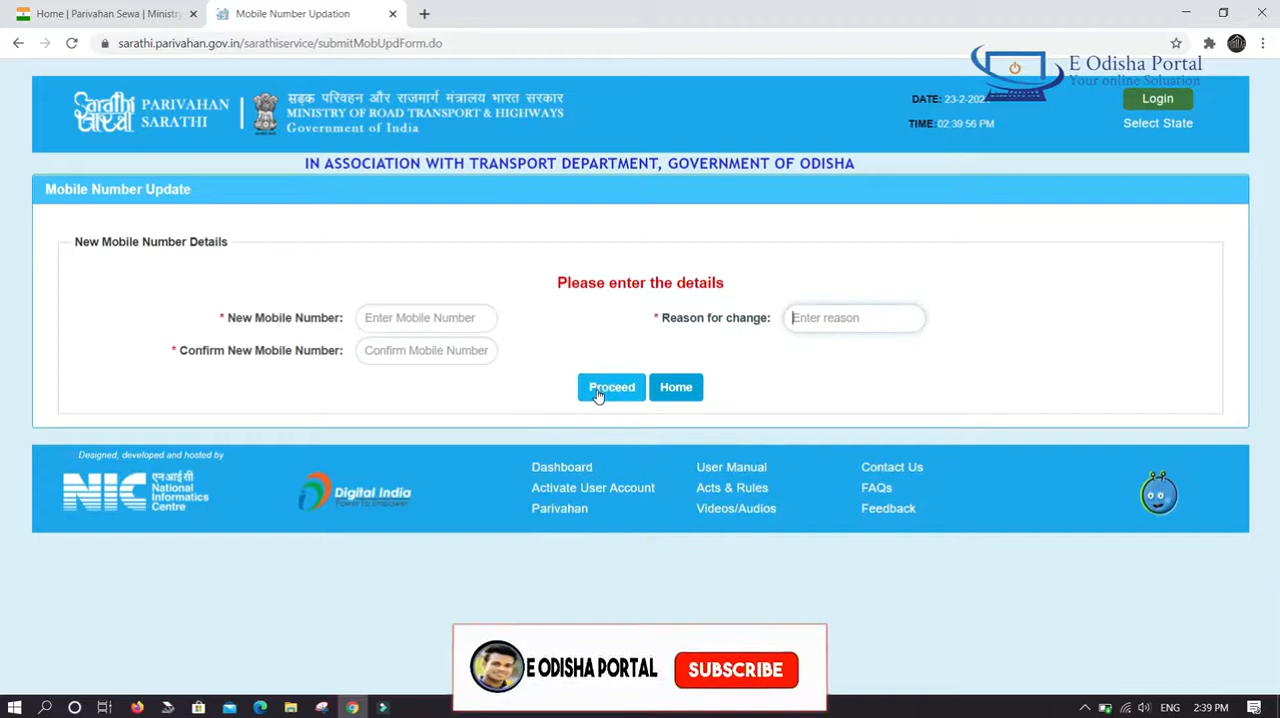 Home | Parivahan Sewa | Ministry
Mobile Number Updation
sarathi.parivahan.gov.in/sarathiservice/submitMobUpdForm.do
E Odisha Portal
Your online Soluation
PARIVAHAN
SARATHI
सड़क परिवहन और राजमार्ग मंत्रालय भारत सरकार
MINISTRY OF ROAD TRANSPORT & HIGHWAYS
Government of India
DATE: 23-2-202
TIME:02:39:56 PM
Login
Select State
IN ASSOCIATION WITH TRANSPORT DEPARTMENT, GOVERNMENT OF ODISHA
Mobile Number Update
New Mobile Number Details
Please enter the details
* New Mobile Number: Enter Mobile Number
* Reason for change: Enter reason
* Confirm New Mobile Number: Confirm Mobile Number
Proceed
Home
Designed, developed and hosted by
NIC
एन आई सी
National
Informatics
Centre
Digital India
Power to Empower
Dashboard
Activate User Account
Parivahan
User Manual
Acts & Rules
Videos/Audios
Contact Us
FAQs
Feedback
E ODISHA PORTAL
SUBSCRIBE
ENG
2:39 PM